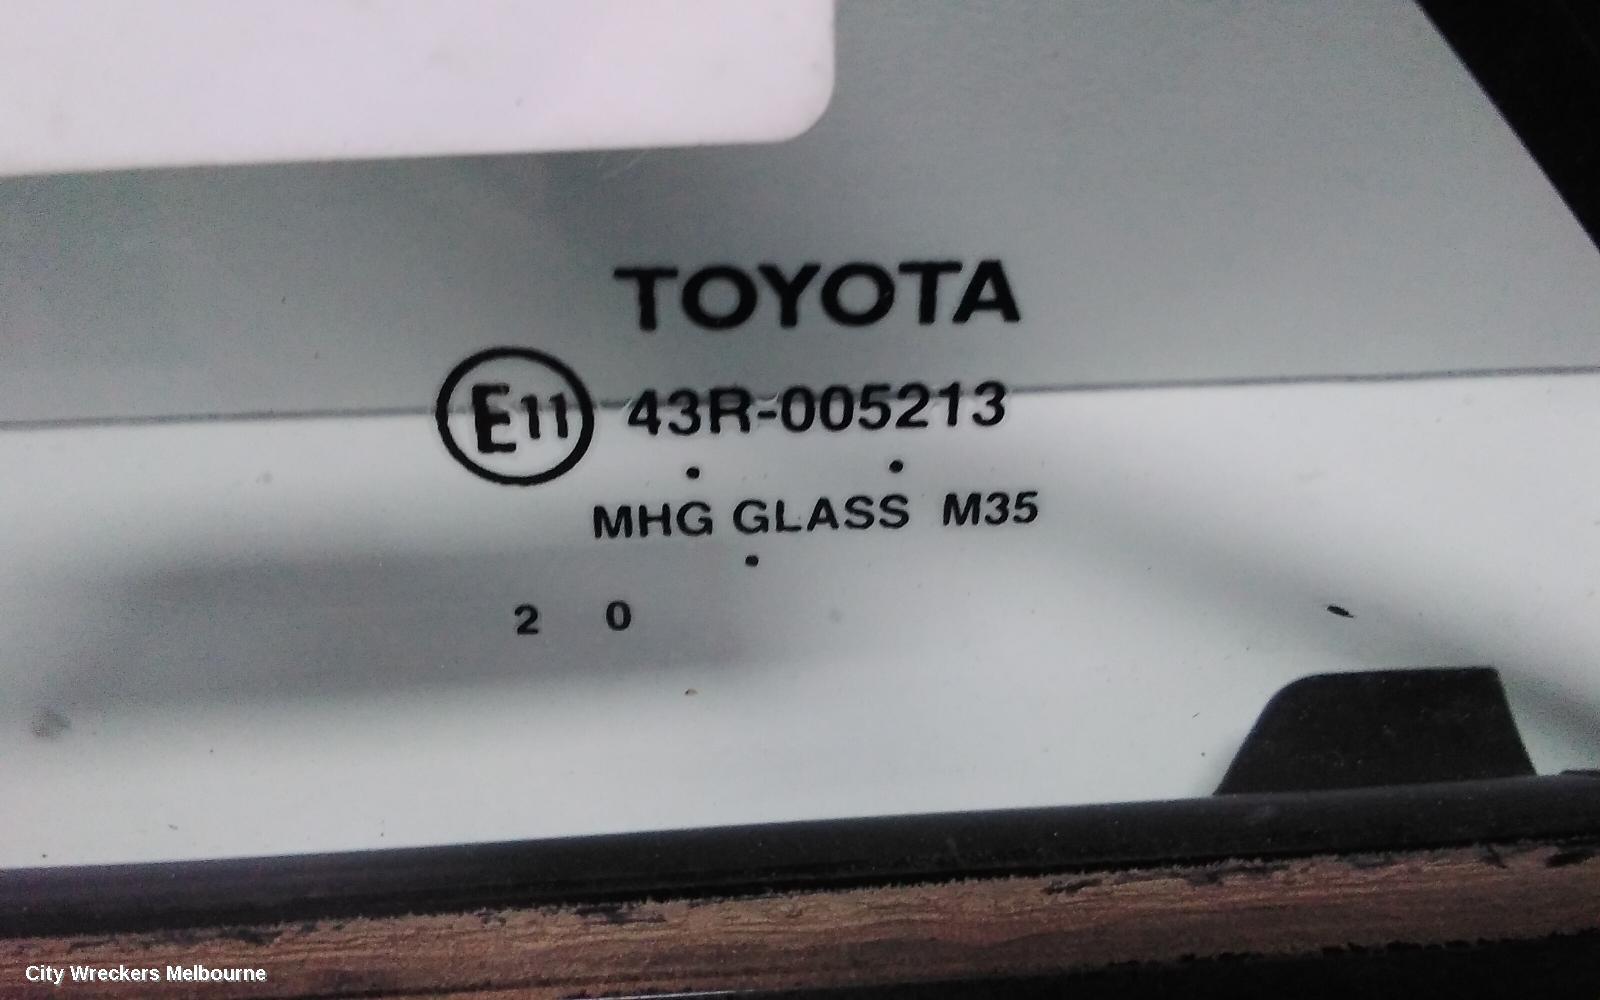 TOYOTA
E11 43R-005213
MHG GLASS M35
2 0
City Wreckers Melbourne